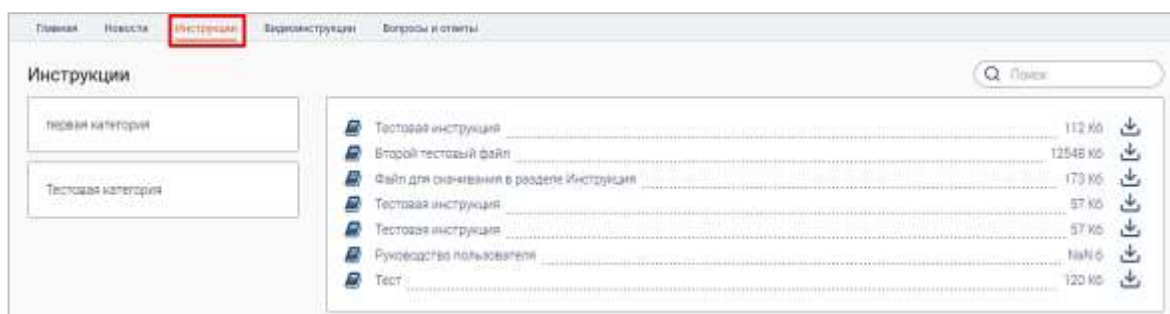 Главная Новости Инструкции Видеоинструкции Вопросы и ответы
Инструкции
Поиск
первая категория
Тестовая категория
Тестовая инструкция 112 Кб
Второй тестовый файл 12548 Кб
Файл для скачивания в разделе Инструкция 173 Кб
Тестовая инструкция 57 Кб
Тестовая инструкция 57 Кб
Руководство пользователя NaN б
Тест 120 Кб